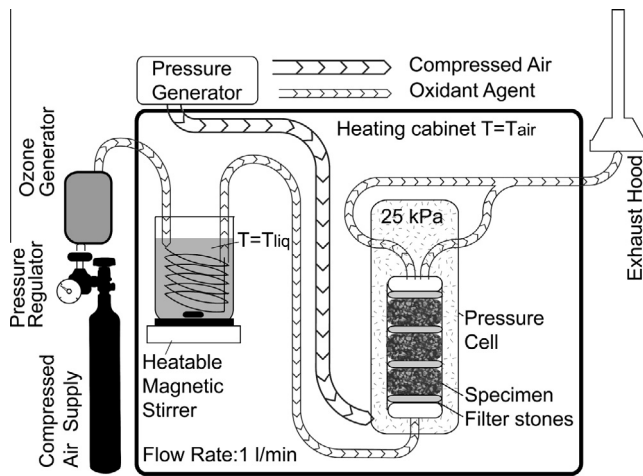 Pressure
Generator
Compressed Air
Oxidant Agent
Heating cabinet T=Tair
Ozone
Generator
Exhaust Hood
25 kPa
T=Tliq
Pressure
Regulator
Pressure
Cell
Heatable
Magnetic
Stirrer
Specimen
Filter stones
Compressed
Air Supply
Flow Rate:1 l/min